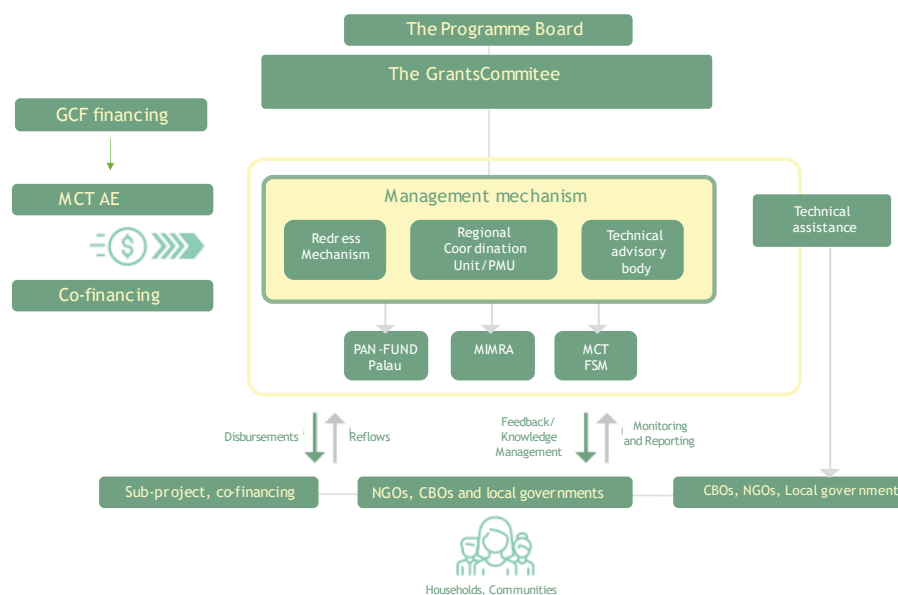 The Programme Board
The GrantsCommitee
GCF financing
MCT AE
$
Co-financing
Management mechanism
Redress
Mechanism
Regional
Coordination
Unit/PMU
Technical
advisory
body
Technical
assistance
PAN-FUND
Palau
MIMRA
MCT
FSM
Disbursements
Reflows
Feedback/
Knowledge
Management
Monitoring
and Reporting
Sub-project, co-financing
NGOs, CBOs and local governments
CBOs, NGOs, Local government
Households, Communities